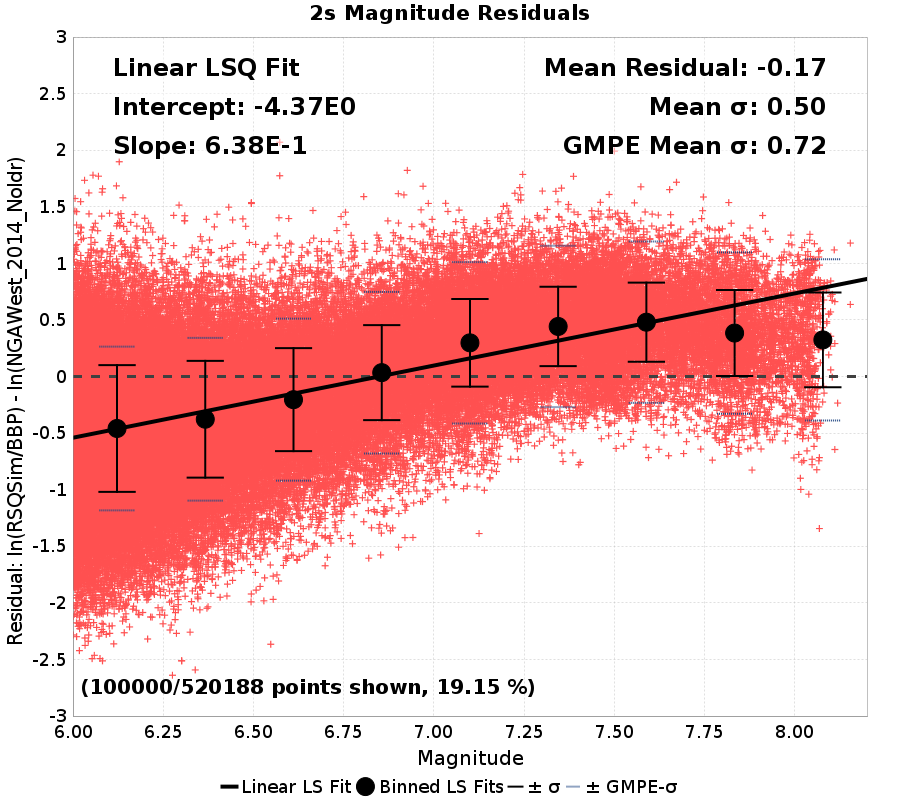 2s Magnitude Residuals
Linear LSQ Fit
Intercept: -4.37E0
Slope: 6.38E-1
Mean Residual: -0.17
Mean σ: 0.50
GMPE Mean σ: 0.72
Residual: ln(RSQSim/BBP) - ln(NGAWest_2014_NoIdr)
3
2.5
2
1.5
1
0.5
0
-0.5
-1
-1.5
-2
-2.5
-3
(100000/520188 points shown, 19.15 %)
6.00 6.25 6.50 6.75 7.00 7.25 7.50 7.75 8.00
Magnitude
Linear LS Fit Binned LS Fits ± σ ± GMPE-σ